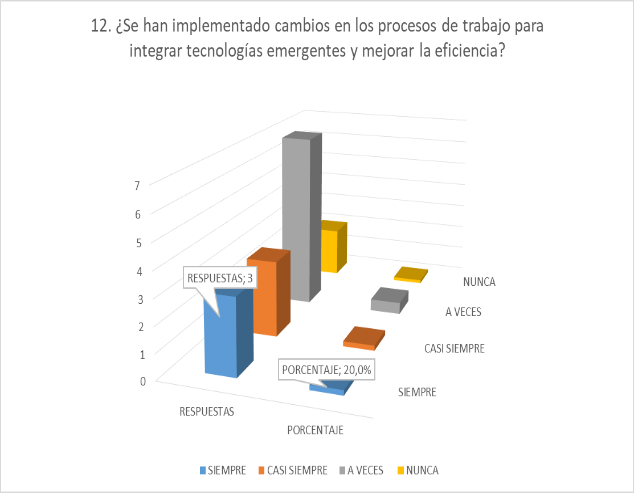 12. ¿Se han implementado cambios en los procesos de trabajo para
integrar tecnologías emergentes y mejorar la eficiencia?
7
6
5
4
3
2
1
0
RESPUESTAS; 3
PORCENTAJE; 20,0%
NUNCA
A VECES
CASI SIEMPRE
SIEMPRE
RESPUESTAS
PORCENTAJE
SIEMPRE CASI SIEMPRE A VECES NUNCA